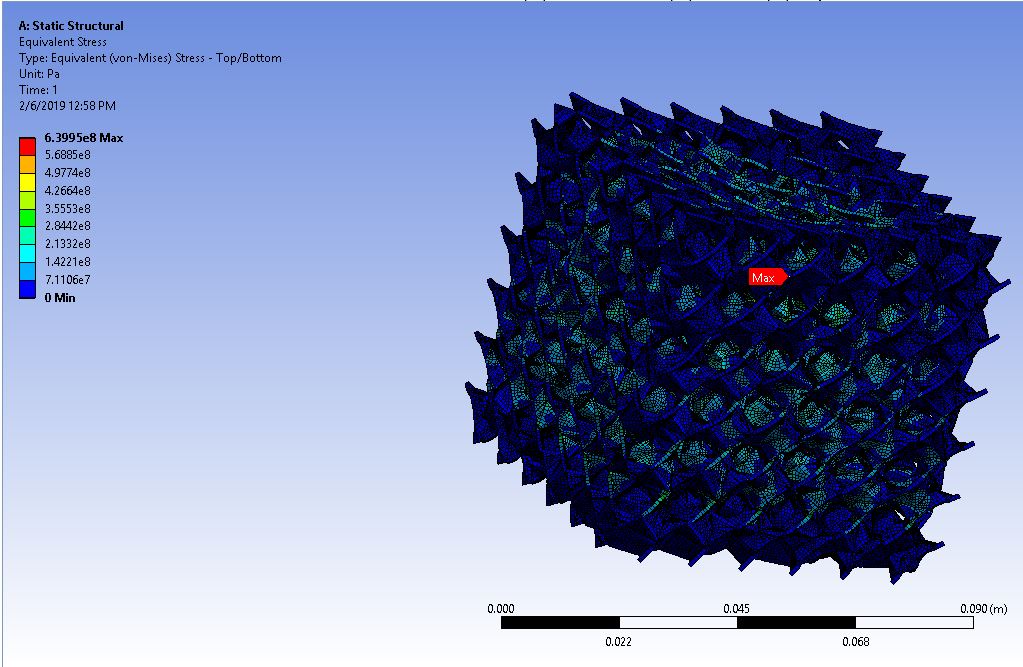 A: Static Structural
Equivalent Stress
Type: Equivalent (von-Mises) Stress - Top/Bottom
Unit: Pa
Time: 1
2/6/2019 12:58 PM
6.3995e8 Max
5.6885e8
4.9774e8
4.2664e8
3.5553e8
2.8442e8
2.1332e8
1.4221e8
7.1106e7
0 Min
Max
0.000 0.045 0.090 (m)
0.022 0.068